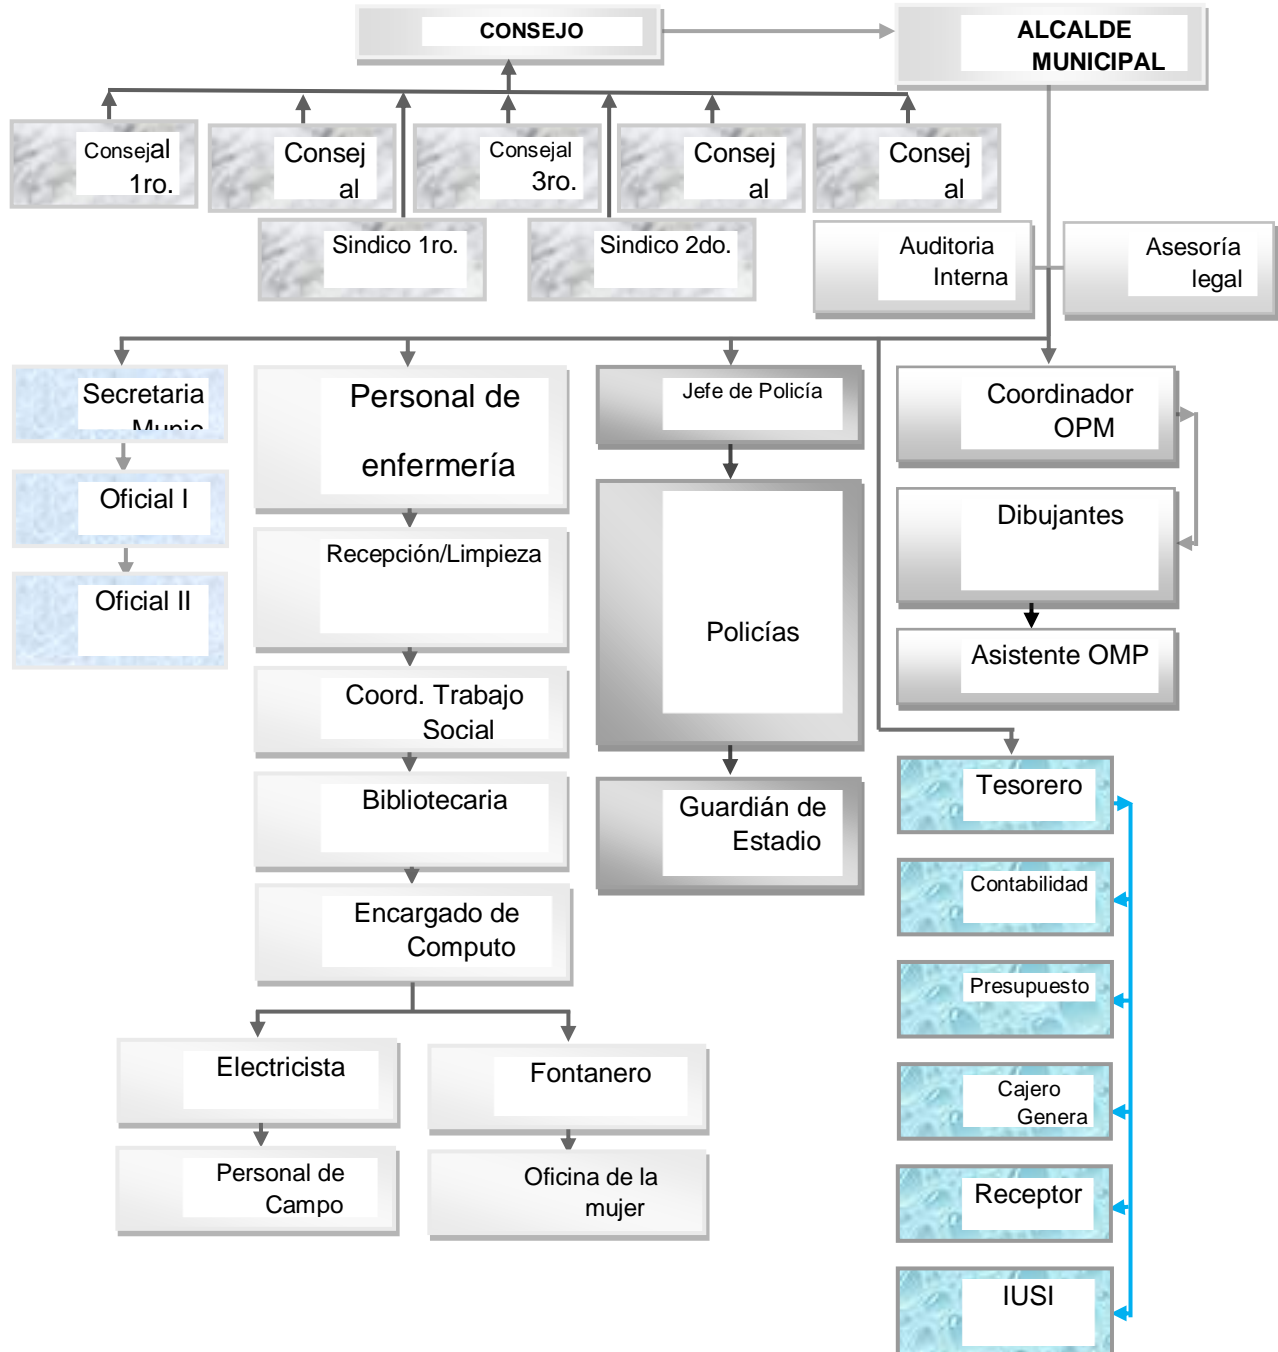 CONSEJO
ALCALDE
MUNICIPAL
Consejal
1ro.
Consej
al
Consejal
3ro.
Consej
al
Consej
al
Sindico 1ro.
Sindico 2do.
Auditoria
Interna
Asesoría
legal
Secretaria
Munic
Oficial I
Oficial II
Personal de
enfermería
Recepción/Limpieza
Coord. Trabajo
Social
Bibliotecaria
Encargado de
Computo
Electricista
Personal de
Campo
Fontanero
Oficina de la
mujer
Jefe de Policía
Policías
Guardián de
Estadio
Coordinador
OPM
Dibujantes
Asistente OMP
Tesorero
Contabilidad
Presupuesto
Cajero
Genera
Receptor
IUSI